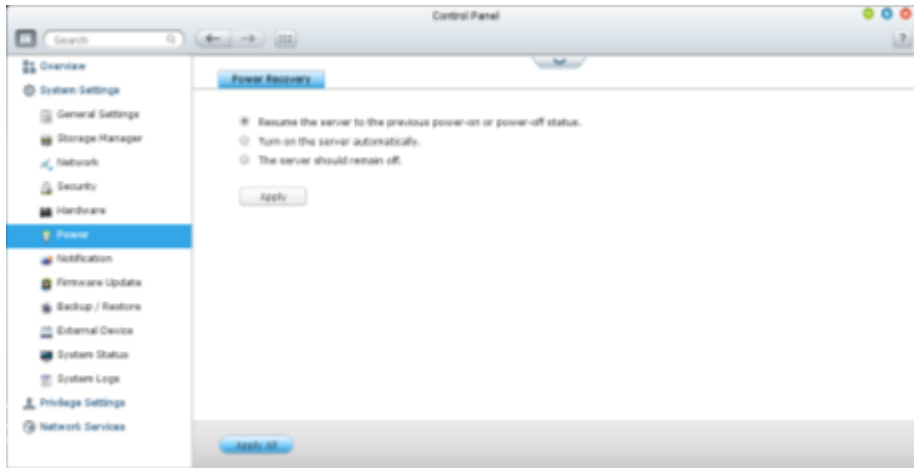 Control Panel
Search
?
Overview
System Settings
General Settings
Storage Manager
Network
Security
Hardware
Power
Notification
Firmware Update
Backup / Restore
External Device
System Status
System Logs
Privilege Settings
Network Services
Power Recovery
Resume the server to the previous power-on or power-off status.
Turn on the server automatically.
The server should remain off.
Apply
Apply All